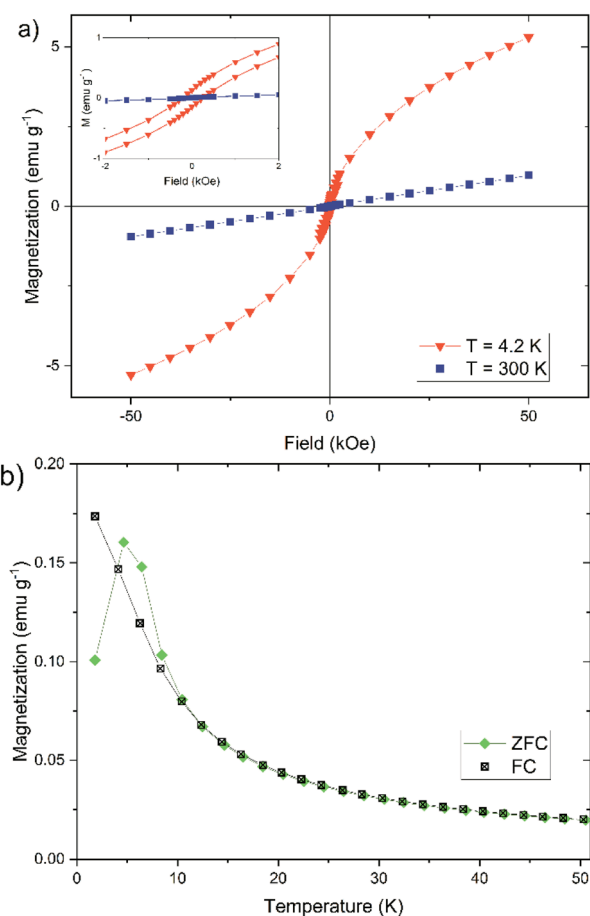 a)
Magnetization (emu g-1)
5
0
-5
M (emu g-1)
1
0
-1
-2
0
2
Field (kOe)
T = 4.2 K
T = 300 K
-50
0
50
Field (kOe)
b)
Magnetization (emu g-1)
0.20
0.15
0.10
0.05
0.00
ZFC
FC
0
10
20
30
40
50
Temperature (K)